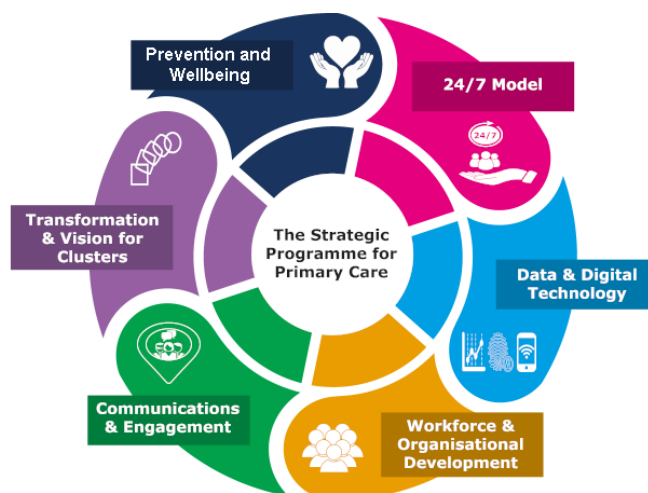 Prevention and
Wellbeing
24/7 Model
24/7
Transformation
& Vision for
Clusters
The Strategic
Programme for
Primary Care
Data & Digital
Technology
Communications
& Engagement
Workforce &
Organisational
Development